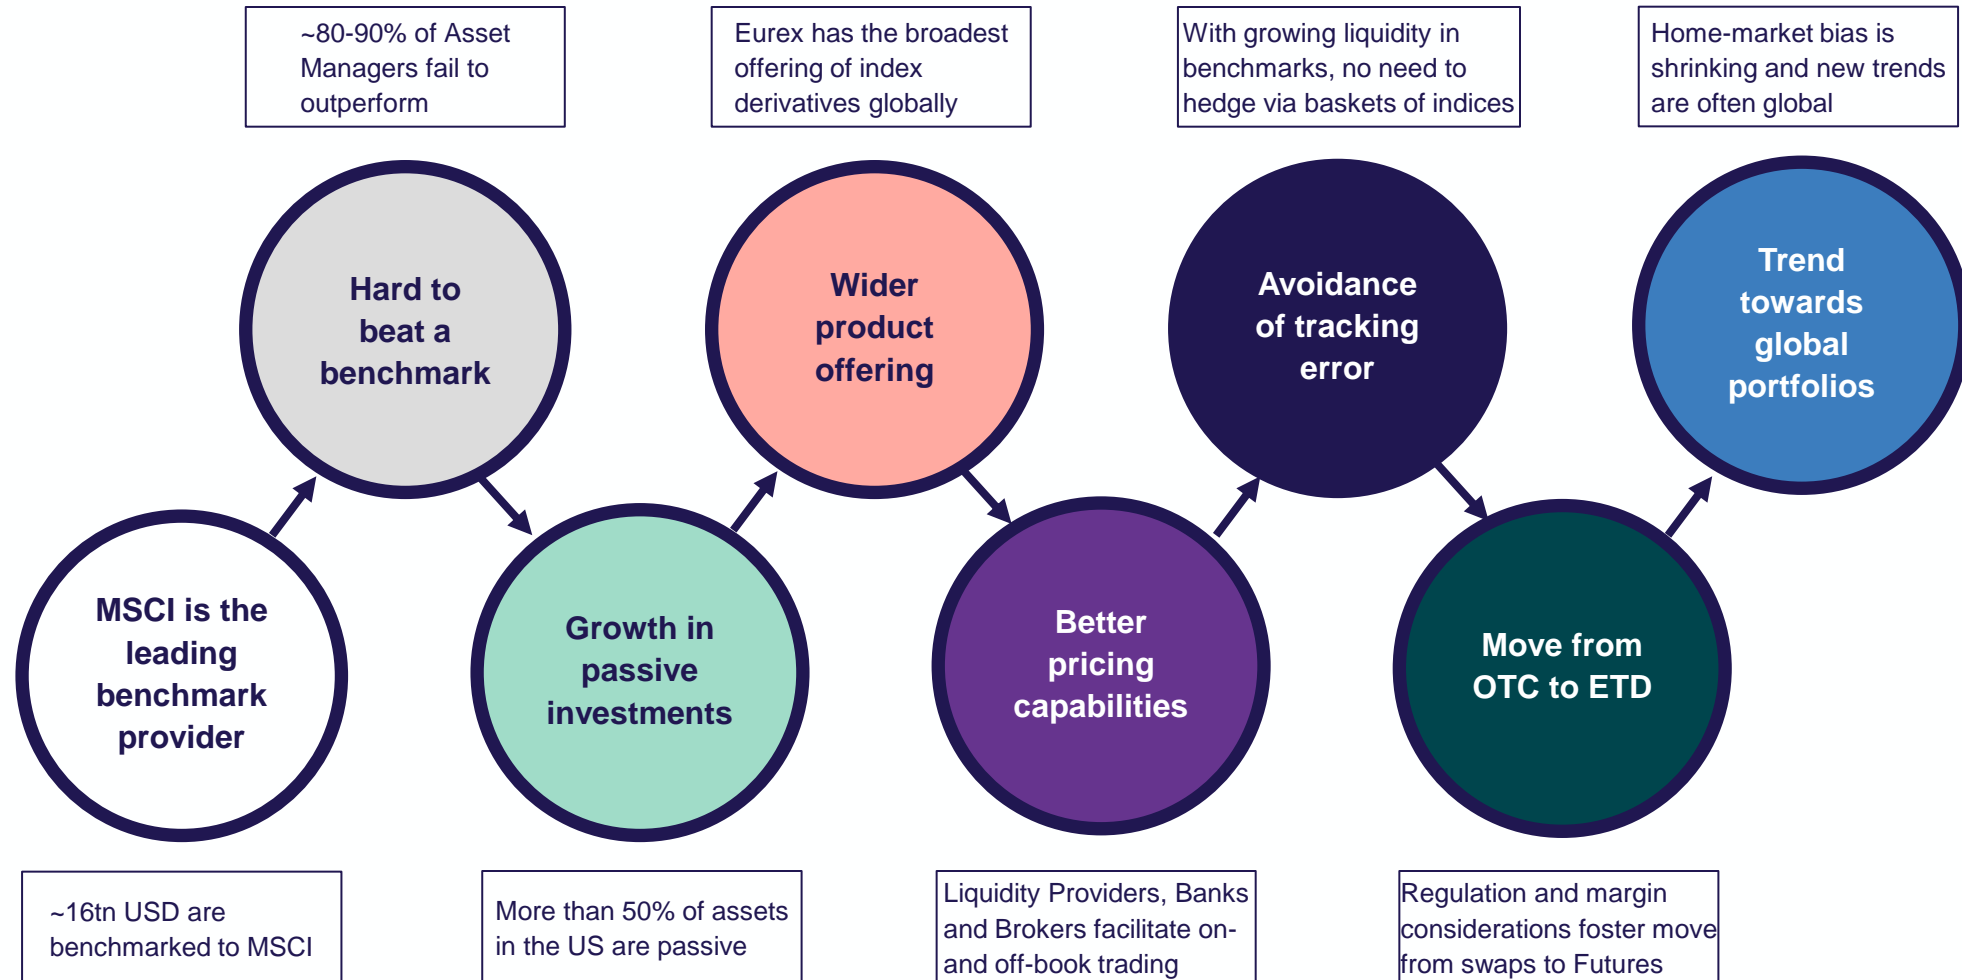 ~80-90% of Asset
Managers fail to
outperform
Eurex has the broadest
offering of index
derivatives globally
With growing liquidity in
benchmarks, no need to
hedge via baskets of indices
Home-market bias is
shrinking and new trends
are often global
Hard to
beat a
benchmark
Wider
product
offering
Avoidance
of tracking
error
Trend
towards
global
portfolios
MSCI is the
leading
benchmark
provider
Growth in
passive
investments
Better
pricing
capabilities
Move from
OTC to ETD
~16tn USD are
benchmarked to MSCI
More than 50% of assets
in the US are passive
Liquidity Providers, Banks
and Brokers facilitate on-
and off-book trading
Regulation and margin
considerations foster move
from swaps to Futures